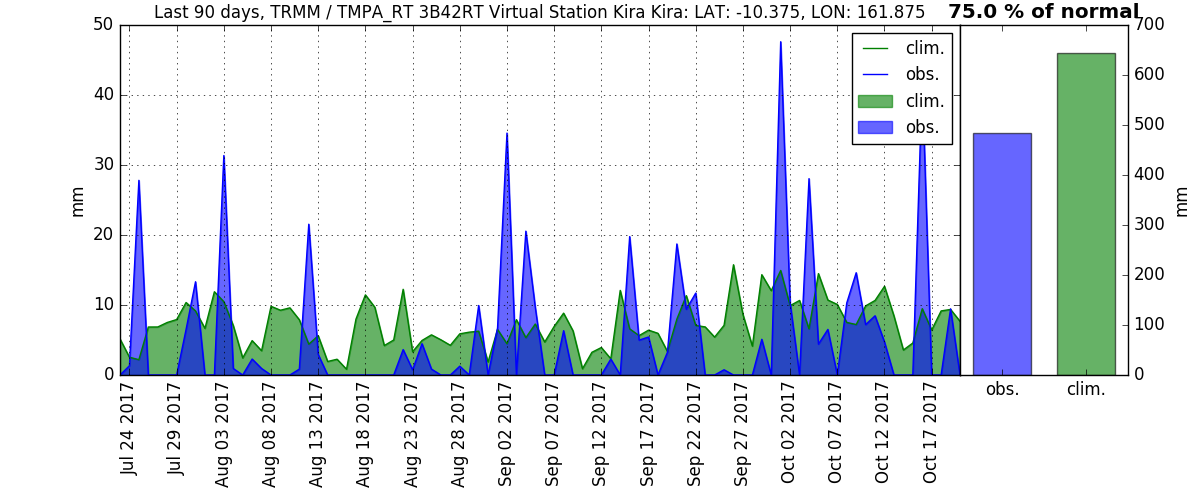 Last 90 days, TRMM / TMPA_RT 3B42RT Virtual Station Kira Kira: LAT: -10.375, LON: 161.875
75.0 % of normal
50
40
30
20
10
0
mm
clim.
obs.
clim.
obs.
700
600
500
400
300
200
100
0
mm
obs.
clim.
Jul 24 2017
Jul 29 2017
Aug 03 2017
Aug 08 2017
Aug 13 2017
Aug 18 2017
Aug 23 2017
Aug 28 2017
Sep 02 2017
Sep 07 2017
Sep 12 2017
Sep 17 2017
Sep 22 2017
Sep 27 2017
Oct 02 2017
Oct 07 2017
Oct 12 2017
Oct 17 2017